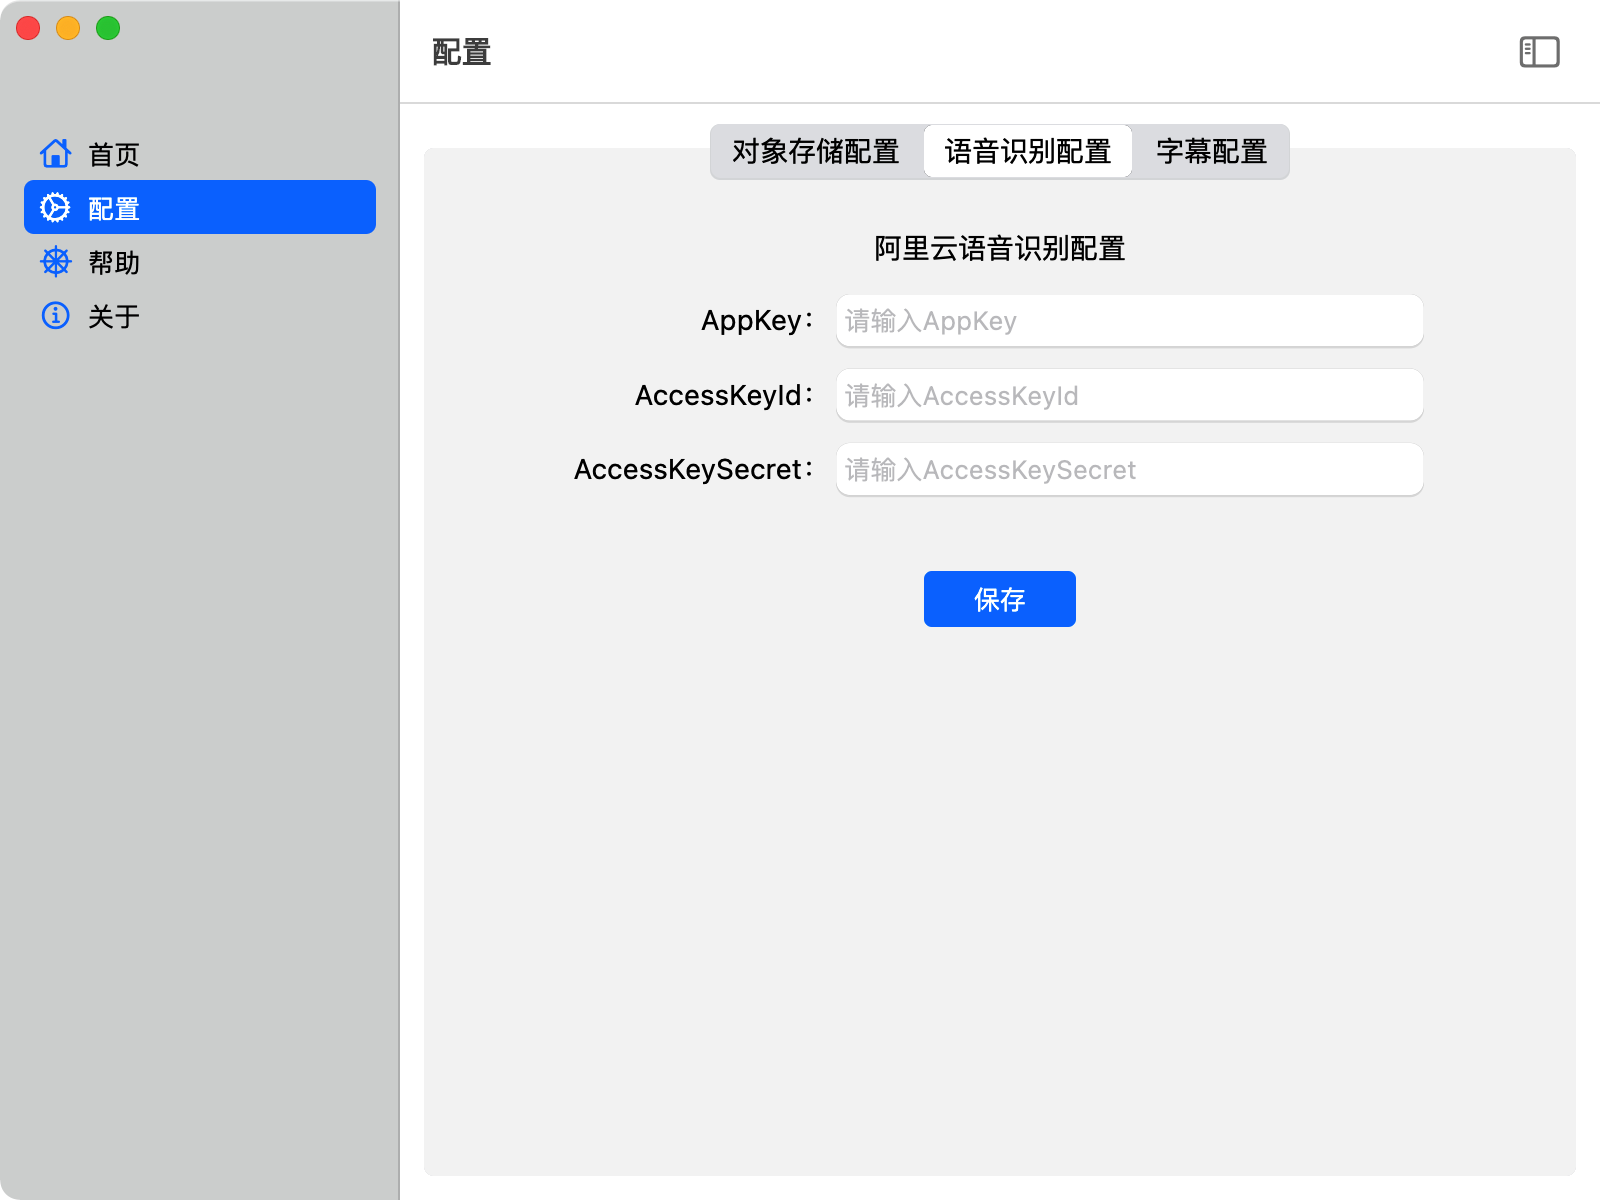 首页
配置
帮助
关于
配置
对象存储配置 语音识别配置 字幕配置
阿里云语音识别配置
AppKey： 请输入AppKey
AccessKeyId： 请输入AccessKeyId
AccessKeySecret： 请输入AccessKeySecret
保存